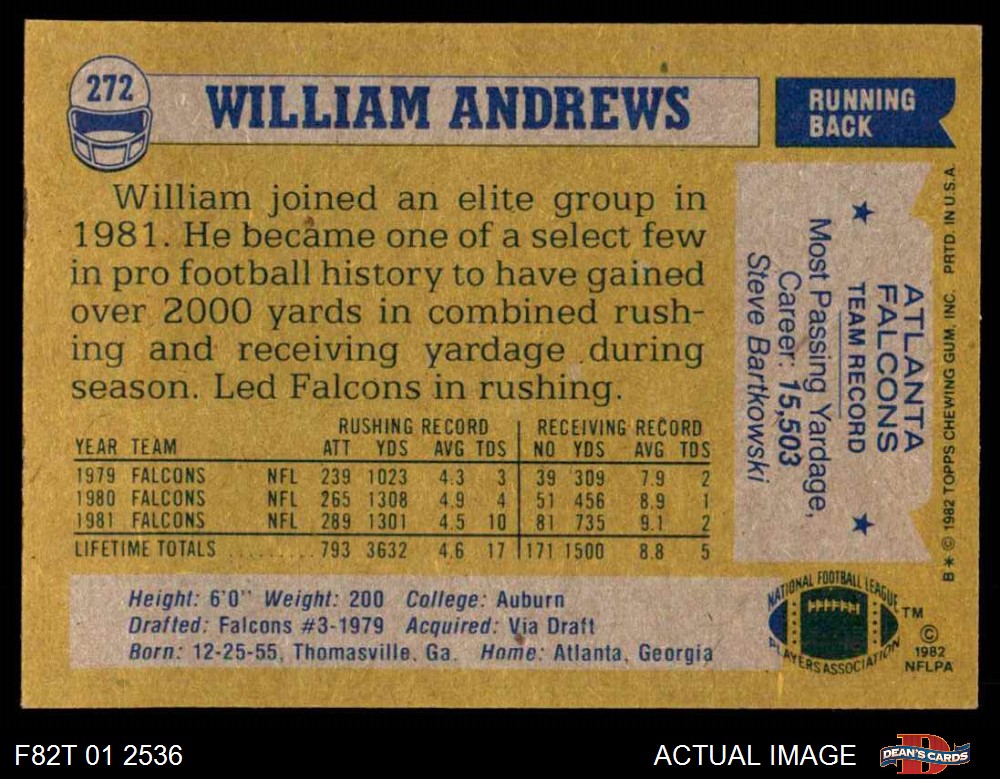 272
WILLIAM ANDREWS
RUNNING
BACK
William joined an elite group in
1981. He became one of a select few
in pro football history to have gained
over 2000 yards in combined rush-
ing and receiving yardage during
season. Led Falcons in rushing.
RUSHING RECORD RECEIVING RECORD
YEAR TEAM ATT YDS AVG TDS NO YDS AVG TDS
1979 FALCONS NFL 239 1023 4.3 3 39 309 7.9 2
1980 FALCONS NFL 265 1308 4.9 4 51 456 8.9 1
1981 FALCONS NFL 289 1301 4.5 10 81 735 9.1 2
LIFETIME TOTALS ......... 793 3632 4.6 17 171 1500 8.8 5
Height: 6'0" Weight: 200 College: Auburn
Drafted: Falcons #3-1979 Acquired: Via Draft
Born: 12-25-55, Thomasville, Ga. Home: Atlanta, Georgia
ATLANTA
FALCONS
★ TEAM RECORD ★
Most Passing Yardage,
Career: 15,503
Steve Bartkowski
B* © 1982 TOPPS CHEWING GUM, INC. PRTD. IN U.S.A.
NATIONAL FOOTBALL LEAGUE
PLAYERS ASSOCIATION
TM
©
1982
NFLPA
F82T 01 2536
ACTUAL IMAGE
DEAN'S CARDS